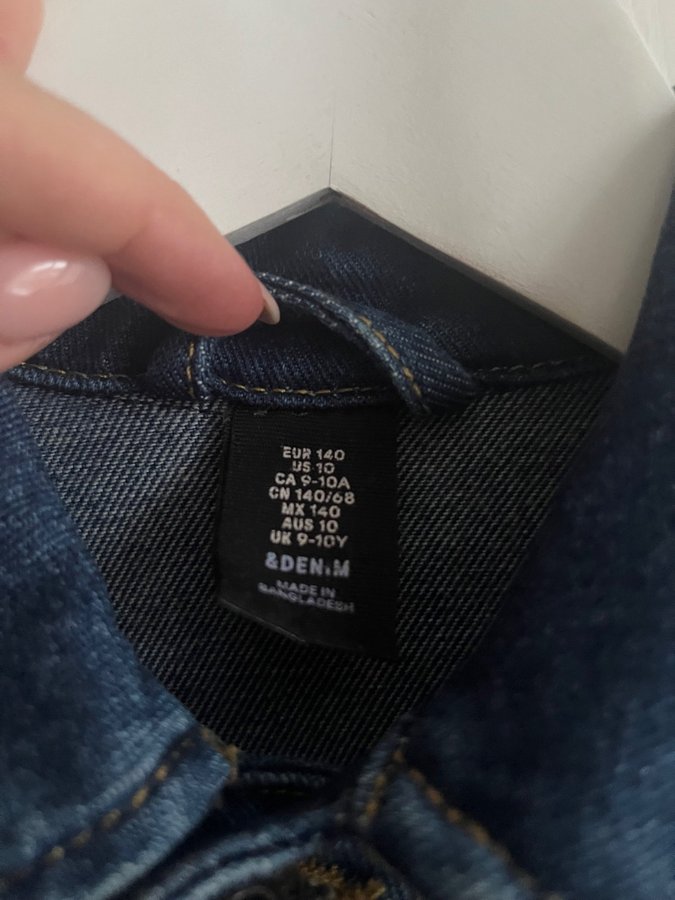 EUR 140
US 10
CA 9-10A
CN 140/68
MX 140
AUS 10
UK 9-10Y
&DENIM
MADE IN
BANGLADESH